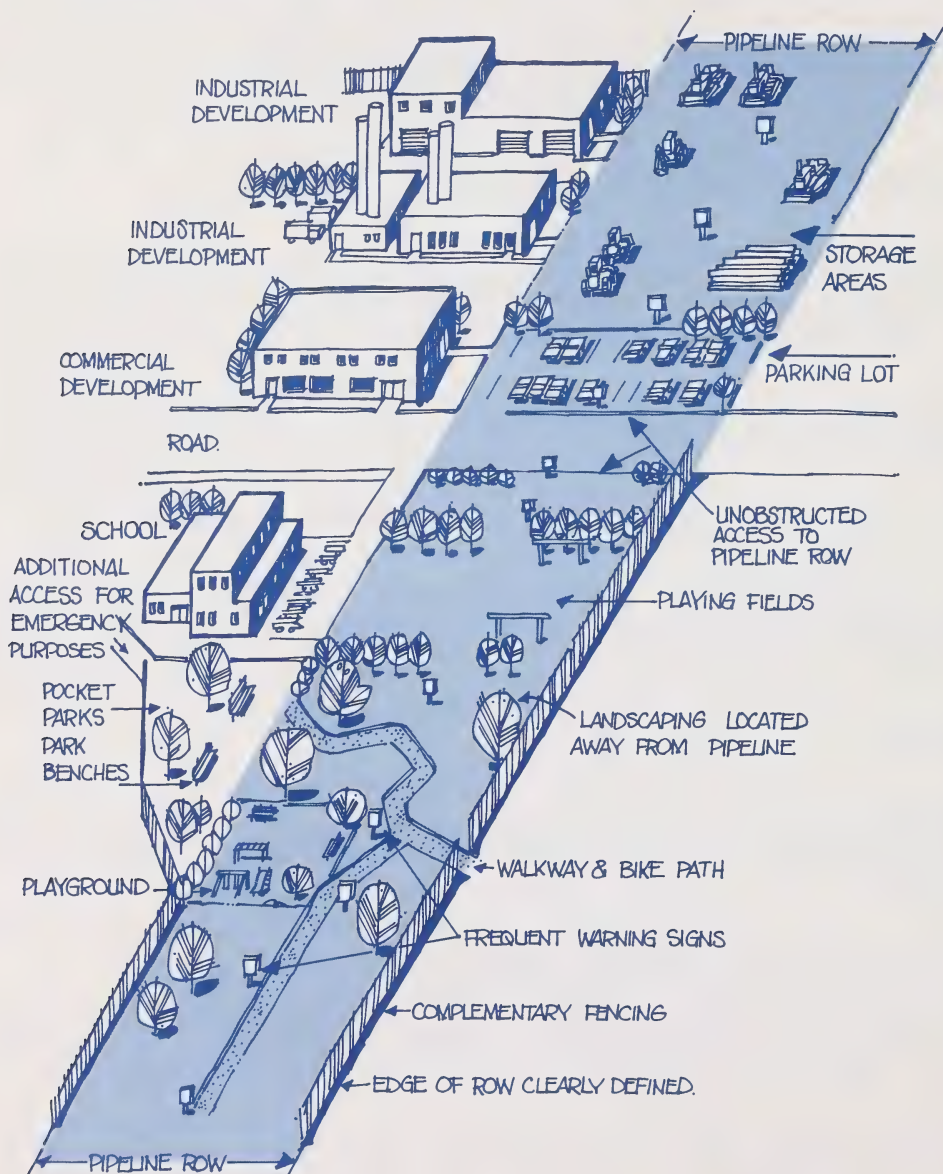 PIPELINE ROW
INDUSTRIAL
DEVELOPMENT
INDUSTRIAL
DEVELOPMENT
STORAGE
AREAS
COMMERCIAL
DEVELOPMENT
PARKING LOT
ROAD.
SCHOOL
UNOBSTRUCTED
ACCESS TO
PIPELINE ROW
ADDITIONAL
ACCESS FOR
EMERGENCY
PURPOSES
PLAYING FIELDS
POCKET
PARKS
PARK
BENCHES
LANDSCAPING LOCATED
AWAY FROM PIPELINE
WALKWAY & BIKE PATH
PLAYGROUND
FREQUENT WARNING SIGNS
COMPLEMENTARY FENCING
EDGE OF ROW CLEARLY DEFINED.
PIPELINE ROW